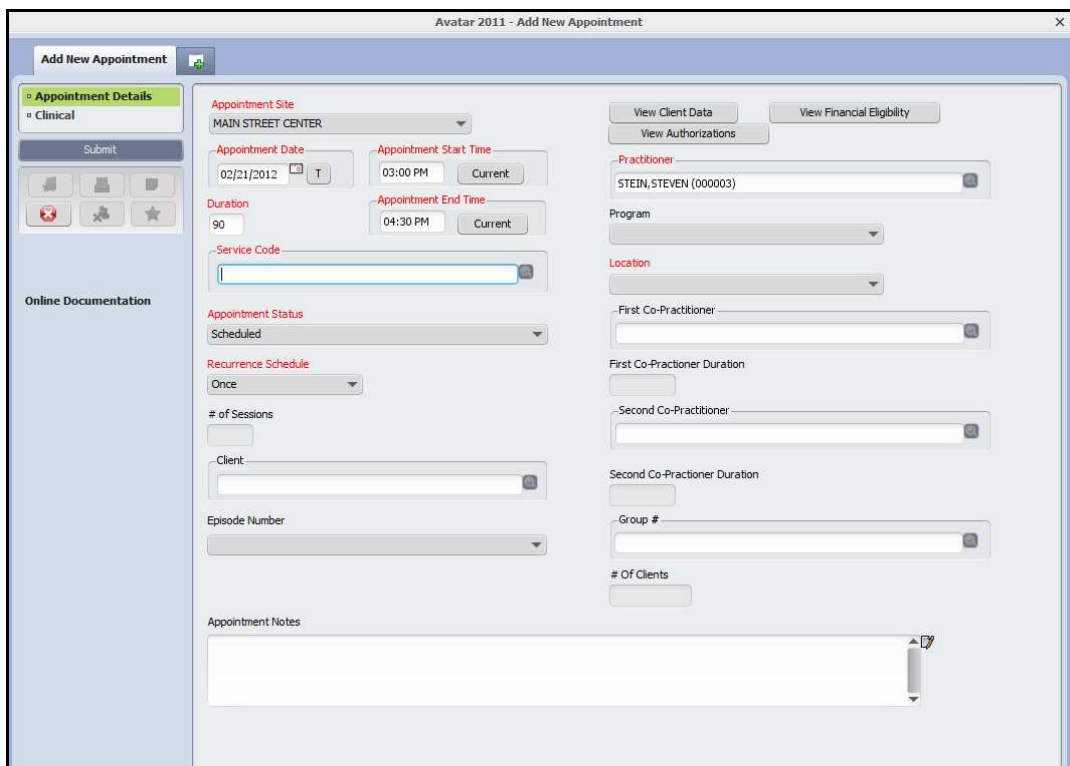 Avatar 2011 - Add New Appointment
Add New Appointment
Appointment Details
Clinical
Submit
Online Documentation
Appointment Site
MAIN STREET CENTER
Appointment Date
02/21/2012
T
Appointment Start Time
03:00 PM
Current
Duration
90
Appointment End Time
04:30 PM
Current
Service Code
Appointment Status
Scheduled
Recurrence Schedule
Once
# of Sessions
Client
Episode Number
View Client Data
View Financial Eligibility
View Authorizations
Practitioner
STEIN,STEVEN (000003)
Program
Location
First Co-Practitioner
First Co-Practioner Duration
Second Co-Practitioner
Second Co-Practioner Duration
Group #
# Of Clients
Appointment Notes